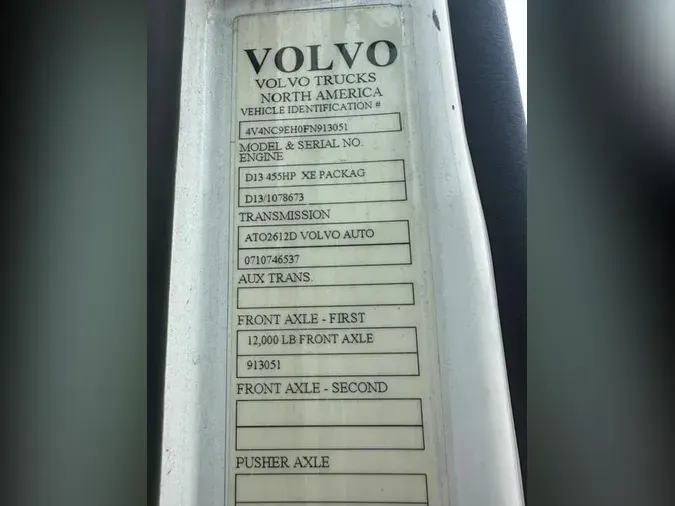 VOLVO
VOLVO TRUCKS
NORTH AMERICA
VEHICLE IDENTIFICATION #
4V4NC9EH0FN913051
MODEL & SERIAL NO.
ENGINE
D13 455HP XE PACKAG
D13/1078673
TRANSMISSION
ATO2612D VOLVO AUTO
0710746537
AUX TRANS.
FRONT AXLE - FIRST
12,000 LB FRONT AXLE
913051
FRONT AXLE - SECOND
PUSHER AXLE